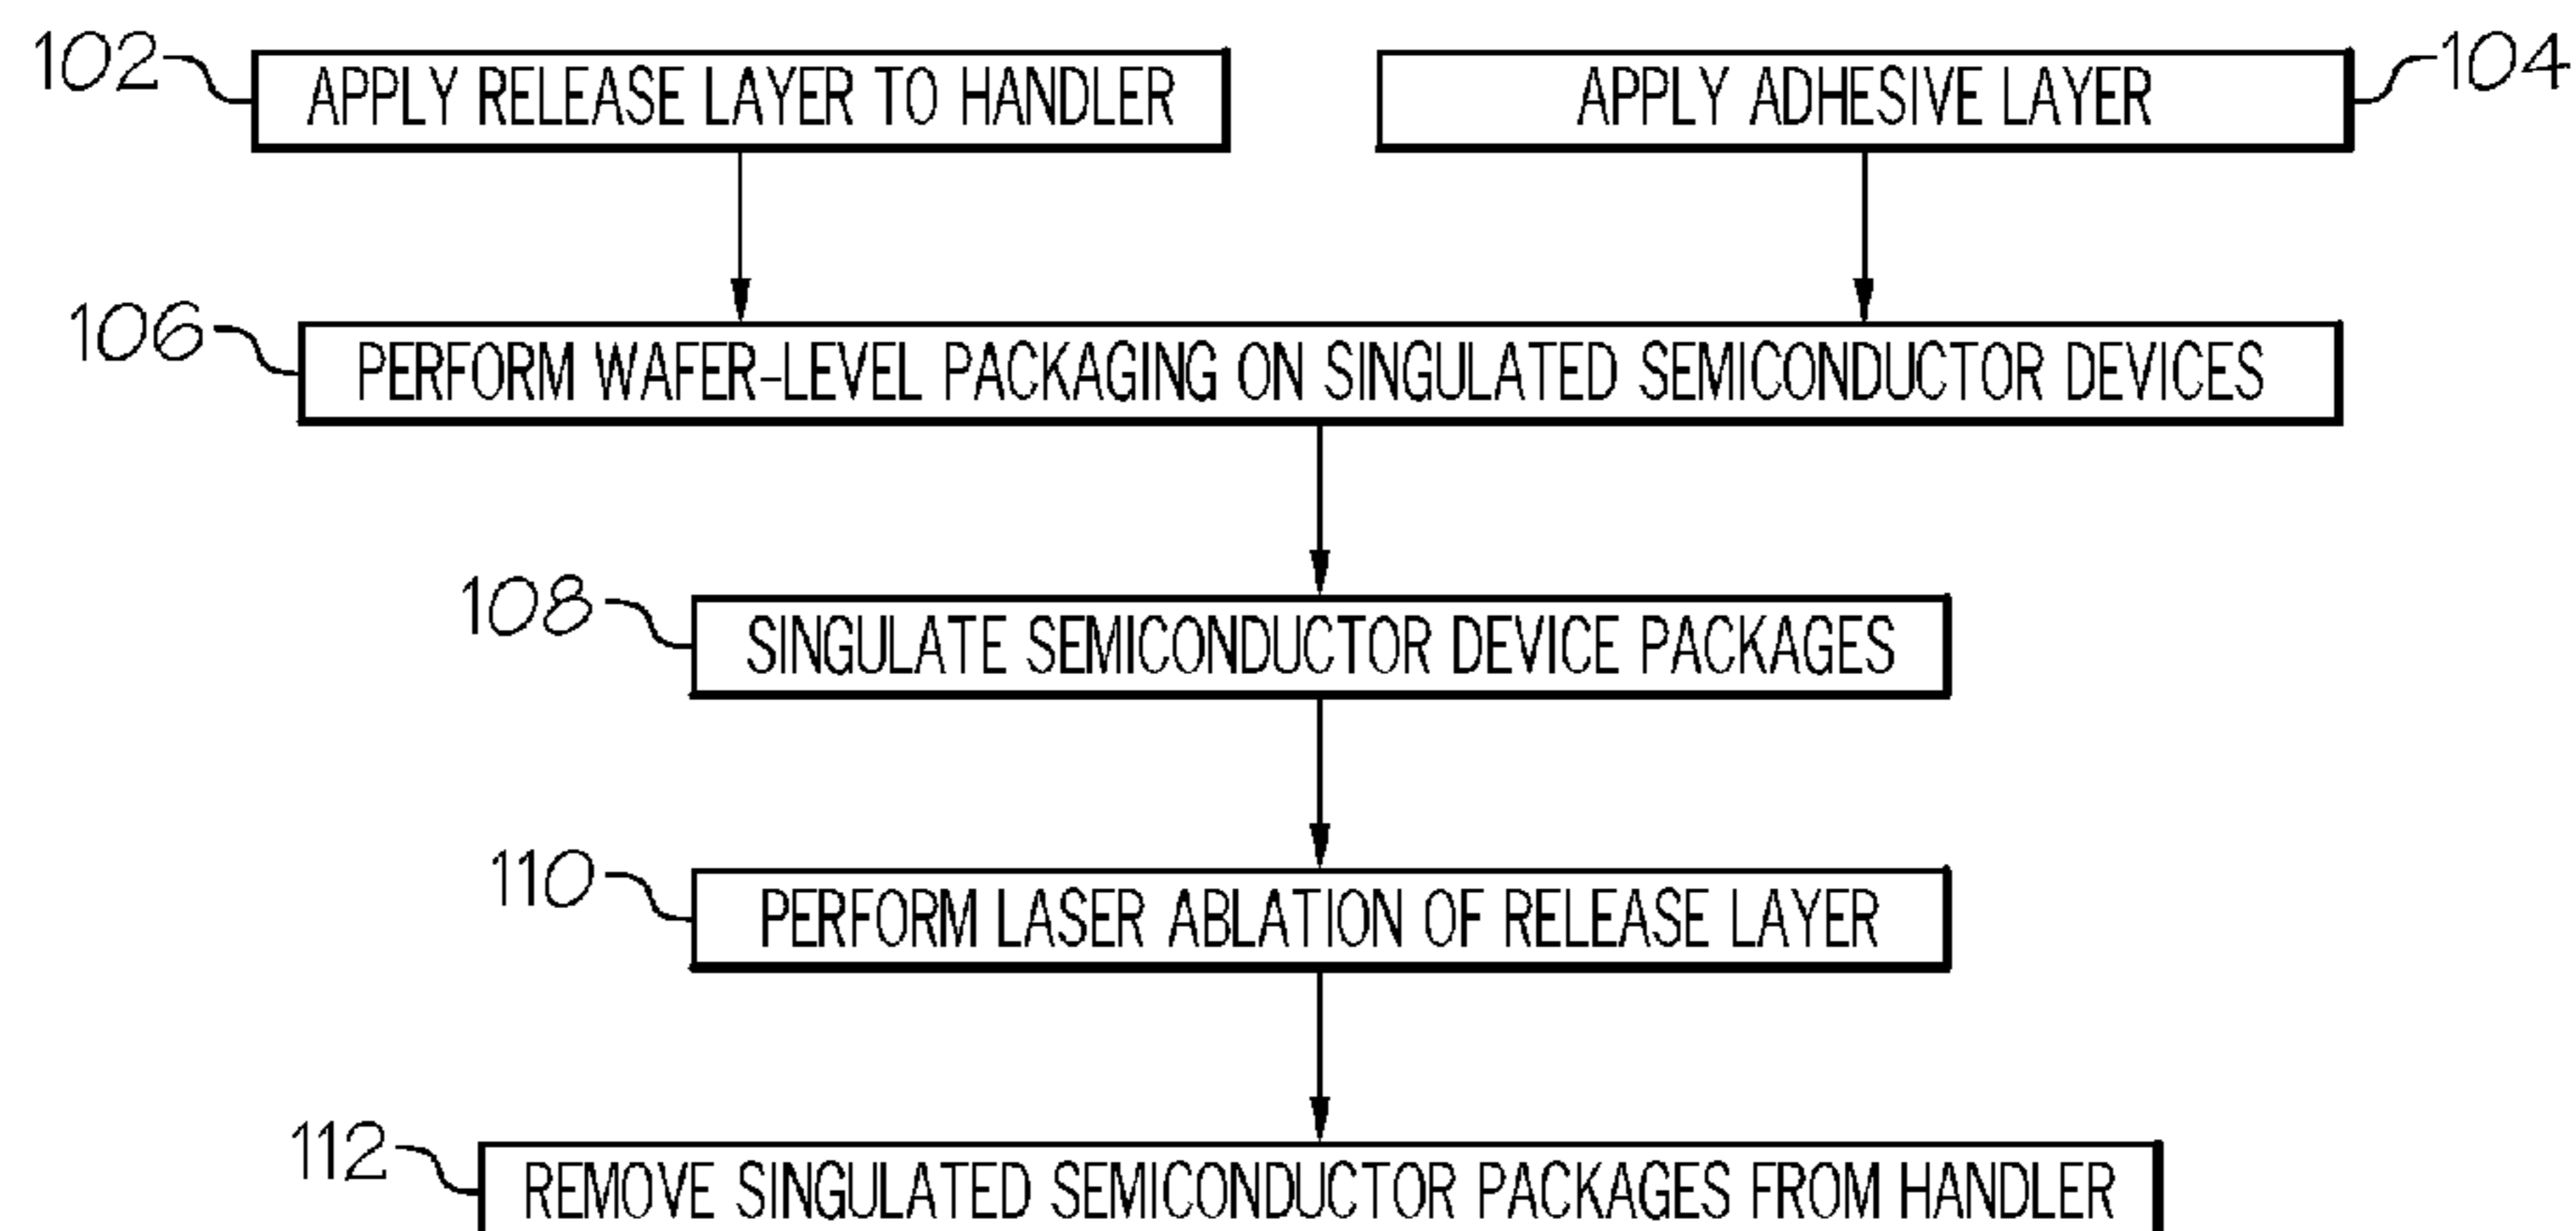 102 APPLY RELEASE LAYER TO HANDLER
APPLY ADHESIVE LAYER 104
106 PERFORM WAFER-LEVEL PACKAGING ON SINGULATED SEMICONDUCTOR DEVICES
108 SINGULATE SEMICONDUCTOR DEVICE PACKAGES
110 PERFORM LASER ABLATION OF RELEASE LAYER
112 REMOVE SINGULATED SEMICONDUCTOR PACKAGES FROM HANDLER